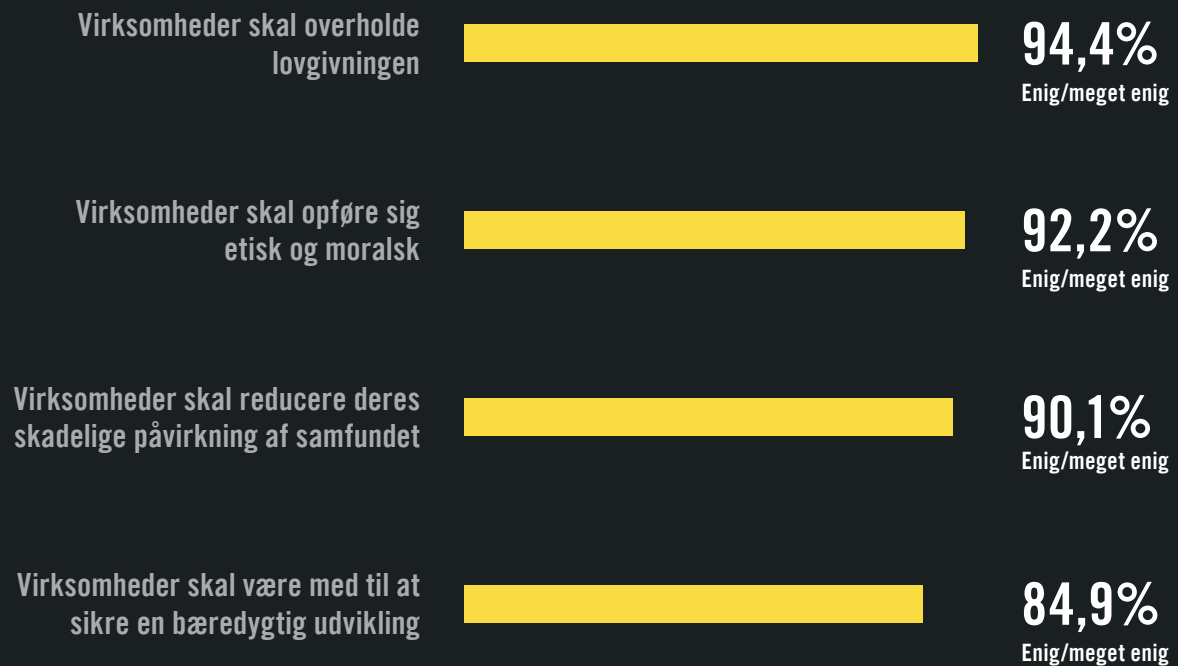 Virksomheder skal overholde
lovgivningen
94,4%
Enig/meget enig
Virksomheder skal opføre sig
etisk og moralsk
92,2%
Enig/meget enig
Virksomheder skal reducere deres
skadelige påvirkning af samfundet
90,1%
Enig/meget enig
Virksomheder skal være med til at
sikre en bæredygtig udvikling
84,9%
Enig/meget enig